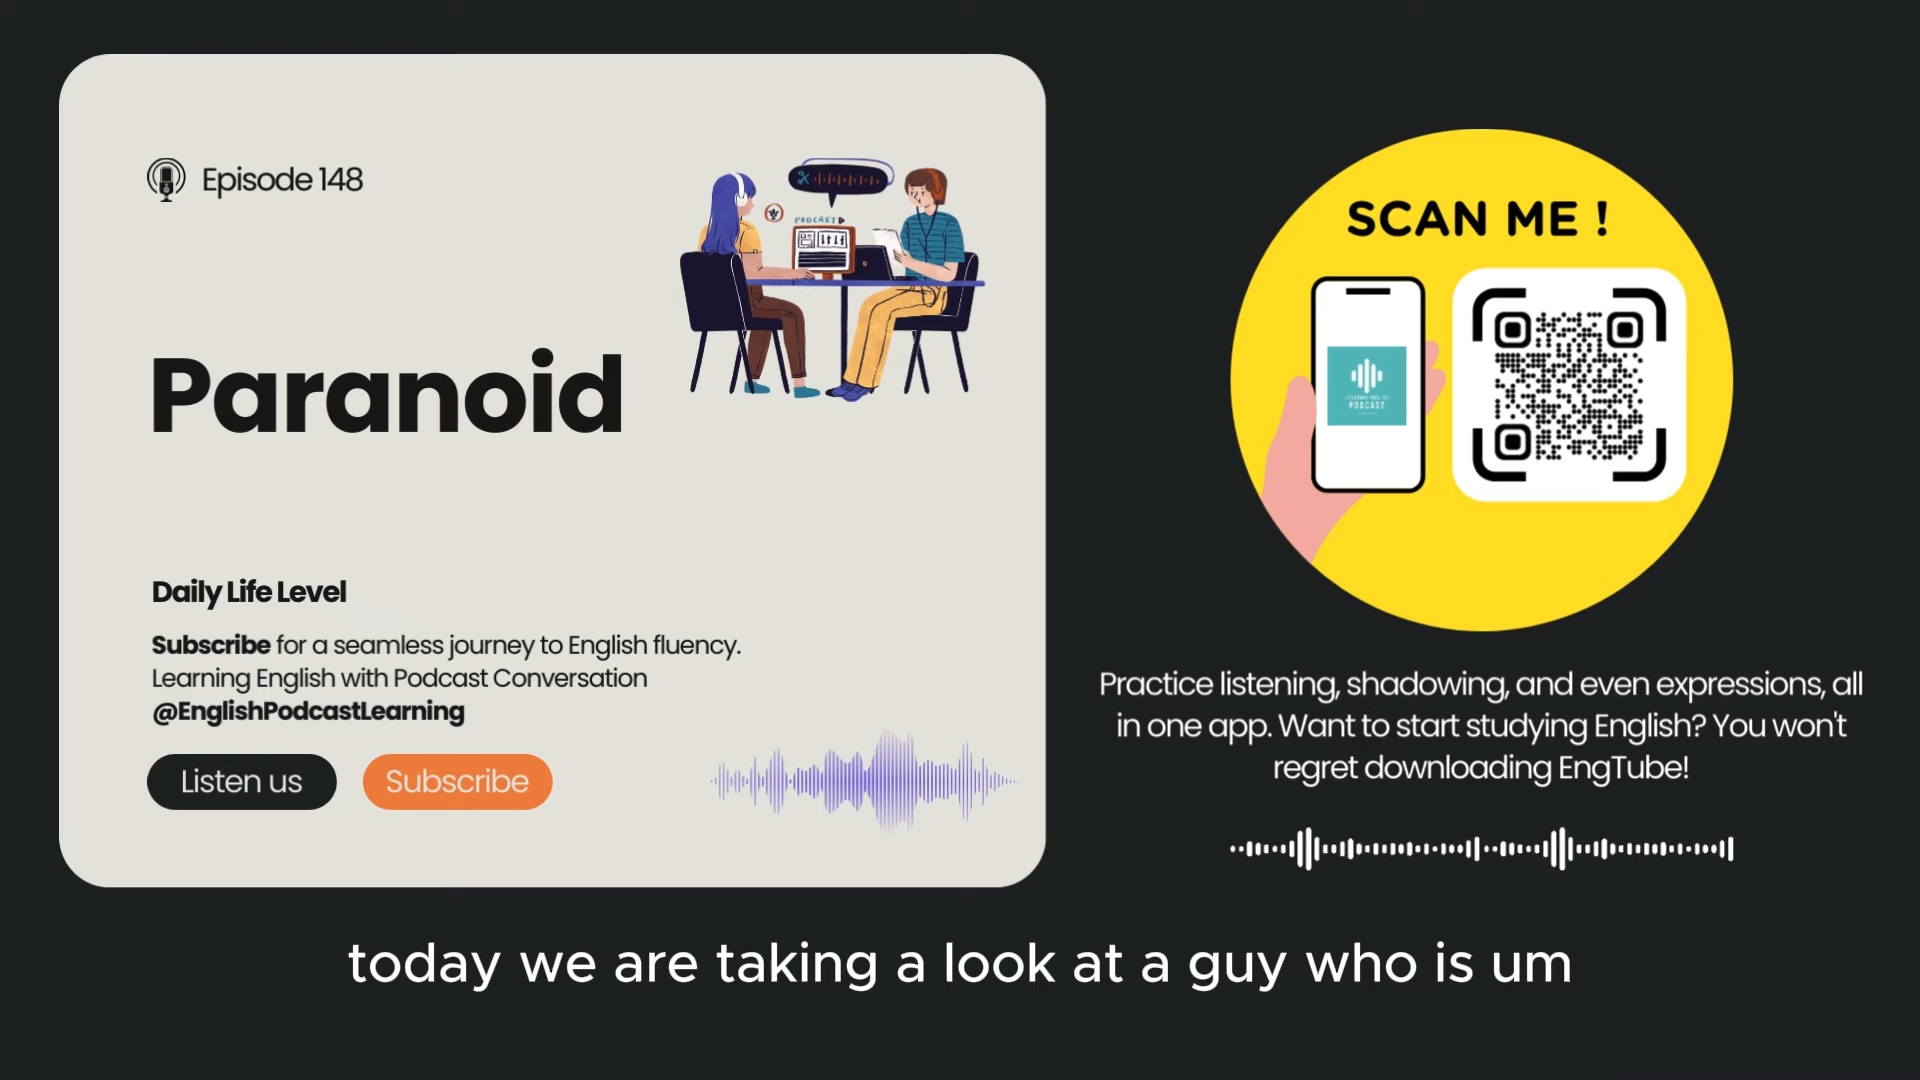 Episode 148
PODCAST
Paranoid
Daily Life Level
Subscribe for a seamless journey to English fluency.
Learning English with Podcast Conversation
@EnglishPodcastLearning
Listen us
Subscribe
SCAN ME !
PODCAST
Practice listening, shadowing, and even expressions, all
in one app. Want to start studying English? You won't
regret downloading EngTube!
today we are taking a look at a guy who is um